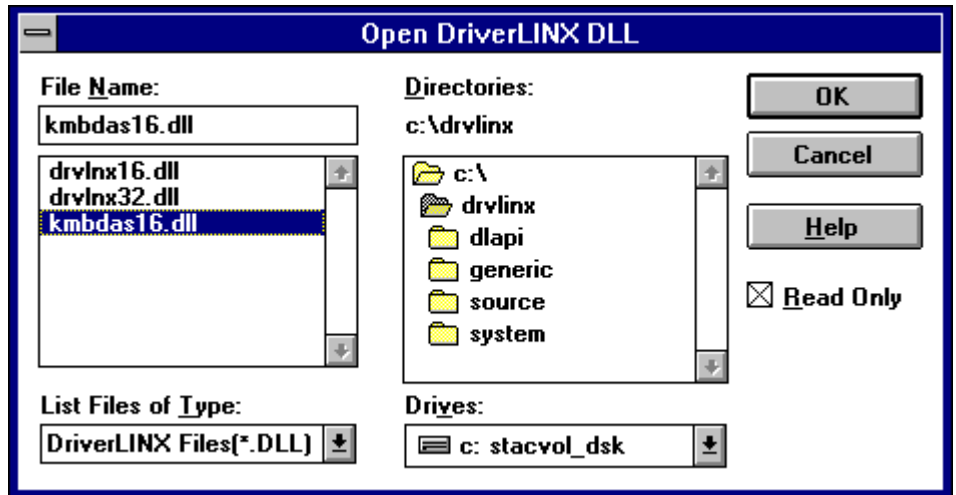 Open DriverLINX DLL
File Name:
kmbdas16.dll
drvlnx16.dll
drvlnx32.dll
kmbdas16.dll
List Files of Type:
DriverLINX Files(*.DLL)
Directories:
c:\drvlinx
c:\
drvlinx
dlapi
generic
source
system
Drives:
c: stacvol_dsk
OK
Cancel
Help
Read Only